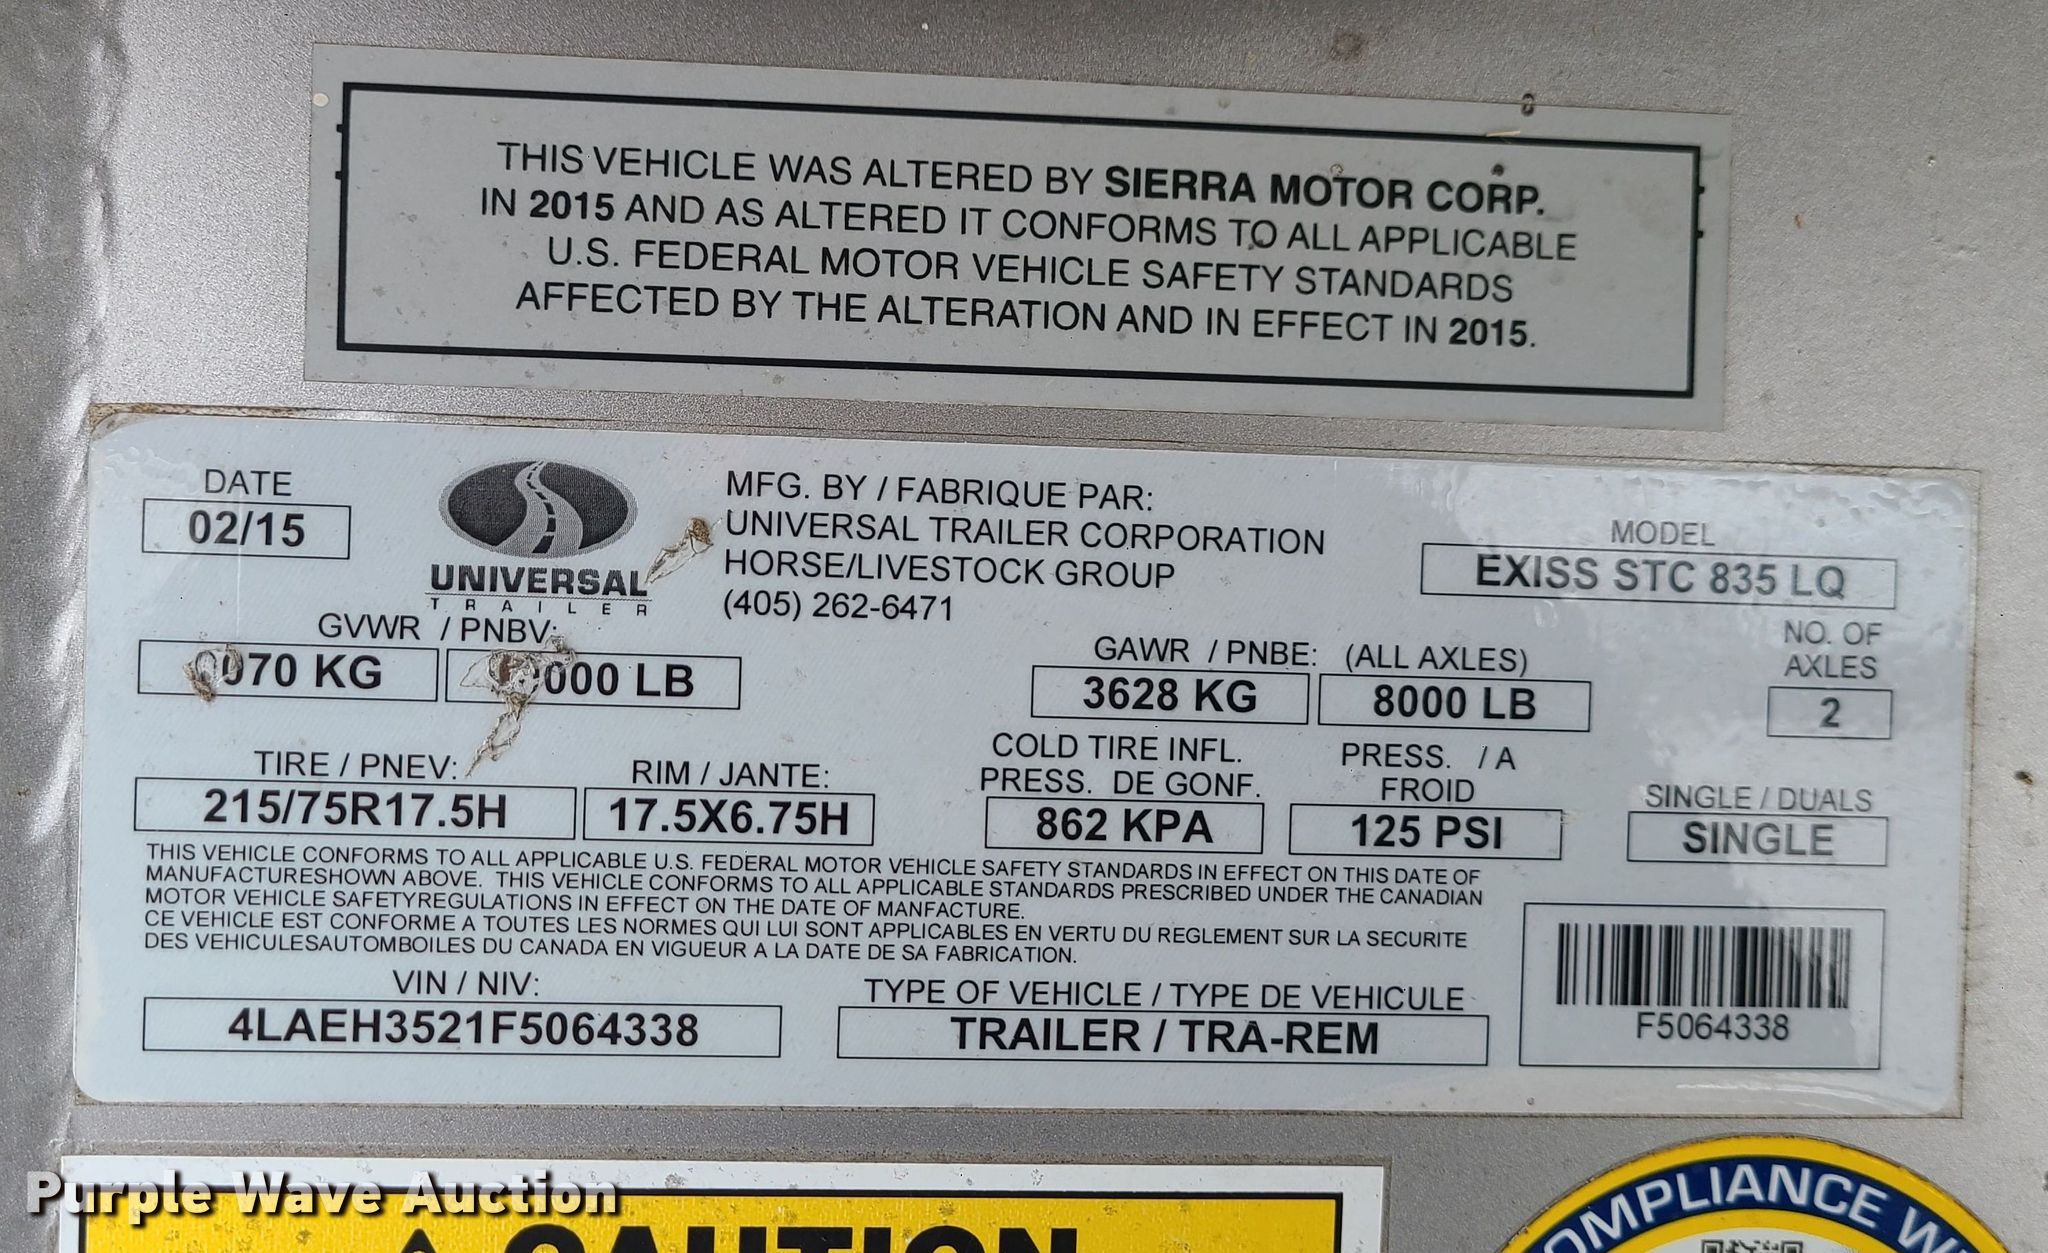 THIS VEHICLE WAS ALTERED BY SIERRA MOTOR CORP.
IN 2015 AND AS ALTERED IT CONFORMS TO ALL APPLICABLE
U.S. FEDERAL MOTOR VEHICLE SAFETY STANDARDS
AFFECTED BY THE ALTERATION AND IN EFFECT IN 2015.
DATE
02/15
UNIVERSAL
TRAILER
MFG. BY / FABRIQUE PAR:
UNIVERSAL TRAILER CORPORATION
HORSE/LIVESTOCK GROUP
(405) 262-6471
MODEL
EXISS STC 835 LQ
GVWR / PNBV:
KG
LB
GAWR / PNBE: (ALL AXLES)
3628 KG 8000 LB
NO. OF
AXLES
2
TIRE / PNEV:
215/75R17.5H
RIM / JANTE:
17.5X6.75H
COLD TIRE INFL. PRESS. / A
PRESS. DE GONF. FROID
862 KPA 125 PSI
SINGLE / DUALS
SINGLE
THIS VEHICLE CONFORMS TO ALL APPLICABLE U.S. FEDERAL MOTOR VEHICLE SAFETY STANDARDS IN EFFECT ON THIS DATE OF
MANUFACTURESHOWN ABOVE. THIS VEHICLE CONFORMS TO ALL APPLICABLE STANDARDS PRESCRIBED UNDER THE CANADIAN
MOTOR VEHICLE SAFETYREGULATIONS IN EFFECT ON THE DATE OF MANFACTURE.
CE VEHICLE EST CONFORME A TOUTES LES NORMES QUI LUI SONT APPLICABLES EN VERTU DU REGLEMENT SUR LA SECURITE
DES VEHICULESAUTOMBOILES DU CANADA EN VIGUEUR A LA DATE DE SA FABRICATION.
VIN / NIV:
4LAEH3521F5064338
TYPE OF VEHICLE / TYPE DE VEHICULE
TRAILER / TRA-REM
F5064338
Purple Wave Auction
CAUTION
OMPLIANCE W